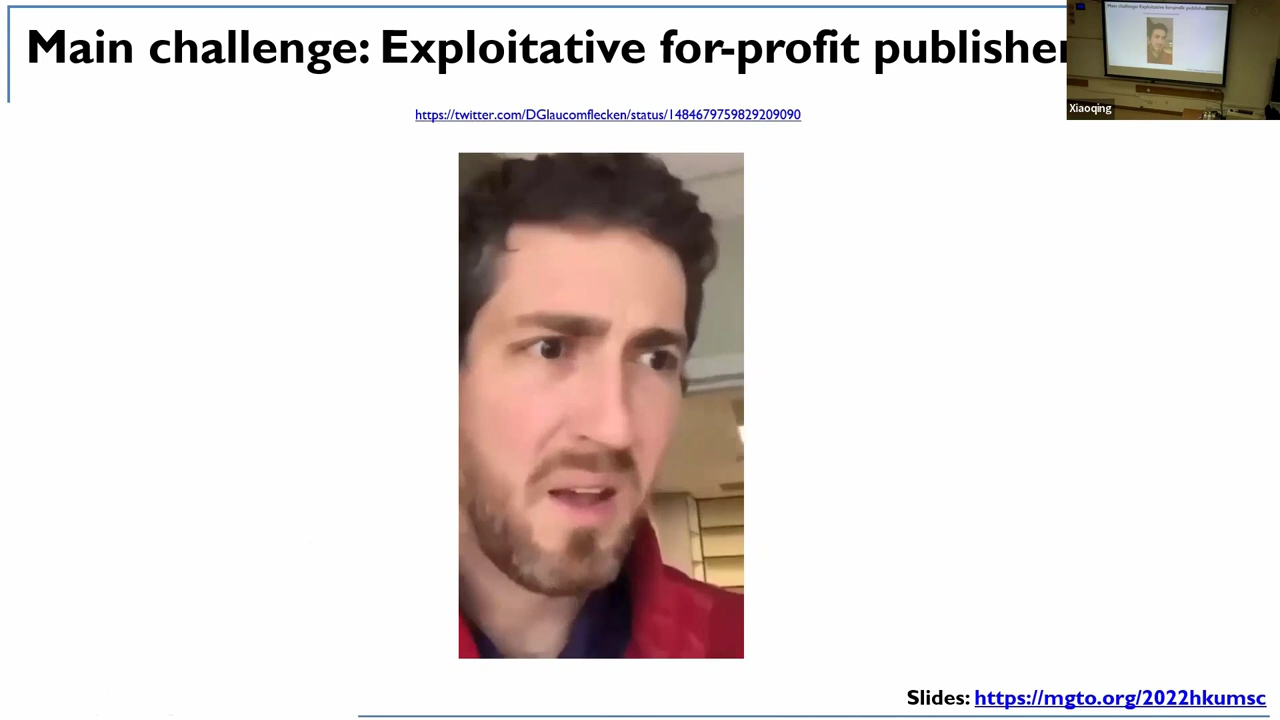 Main challenge: Exploitative for-profit publisher
https://twitter.com/DGlaucomflecken/status/1484679759829209090
Xiaoqing
Slides: https://mgto.org/2022hkumsc